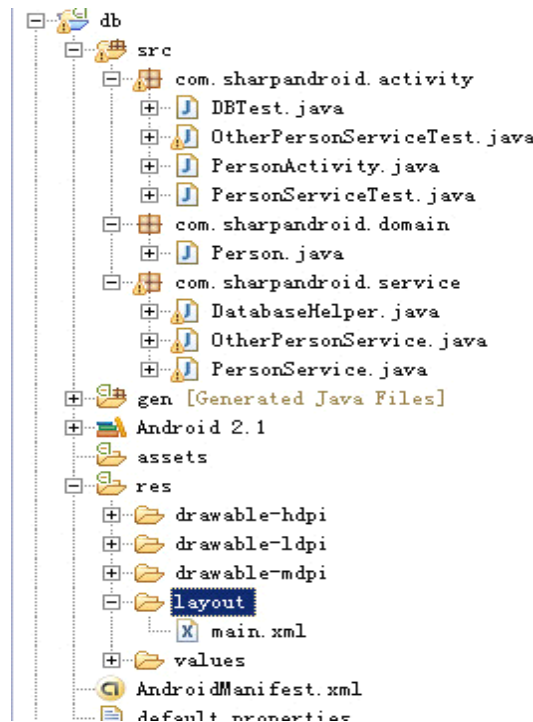 db
src
com.sharpandroid.activity
DBTest.java
OtherPersonServiceTest.java
PersonActivity.java
PersonServiceTest.java
com.sharpandroid.domain
Person.java
com.sharpandroid.service
DatabaseHelper.java
OtherPersonService.java
PersonService.java
gen [Generated Java Files]
Android 2.1
assets
res
drawable-hdpi
drawable-ldpi
drawable-mdpi
layout
main.xml
values
AndroidManifest.xml
default.properties